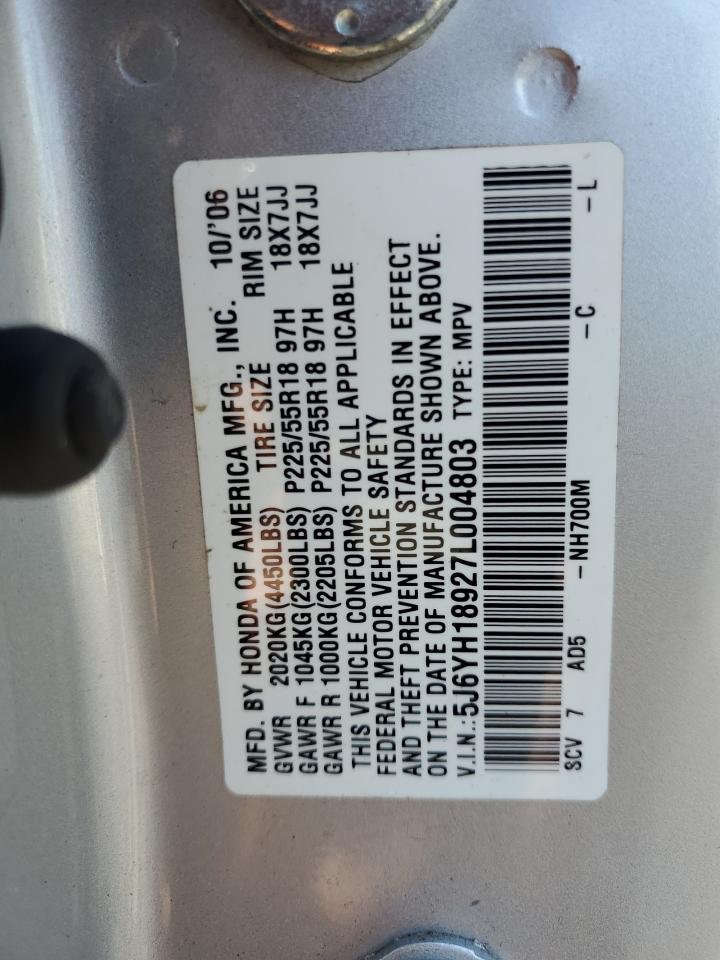 MFD. BY HONDA OF AMERICA MFG., INC. 10/'06
GVWR 2020KG(4450LBS) TIRE SIZE RIM SIZE
GAWR F 1045KG(2300LBS) P225/55R18 97H 18X7JJ
GAWR R 1000KG(2205LBS) P225/55R18 97H 18X7JJ
THIS VEHICLE CONFORMS TO ALL APPLICABLE
FEDERAL MOTOR VEHICLE SAFETY
AND THEFT PREVENTION STANDARDS IN EFFECT
ON THE DATE OF MANUFACTURE SHOWN ABOVE.
V.I.N.:5J6YH18927L004803 TYPE: MPV
SCV 7 AD5 -NH700M -C -L